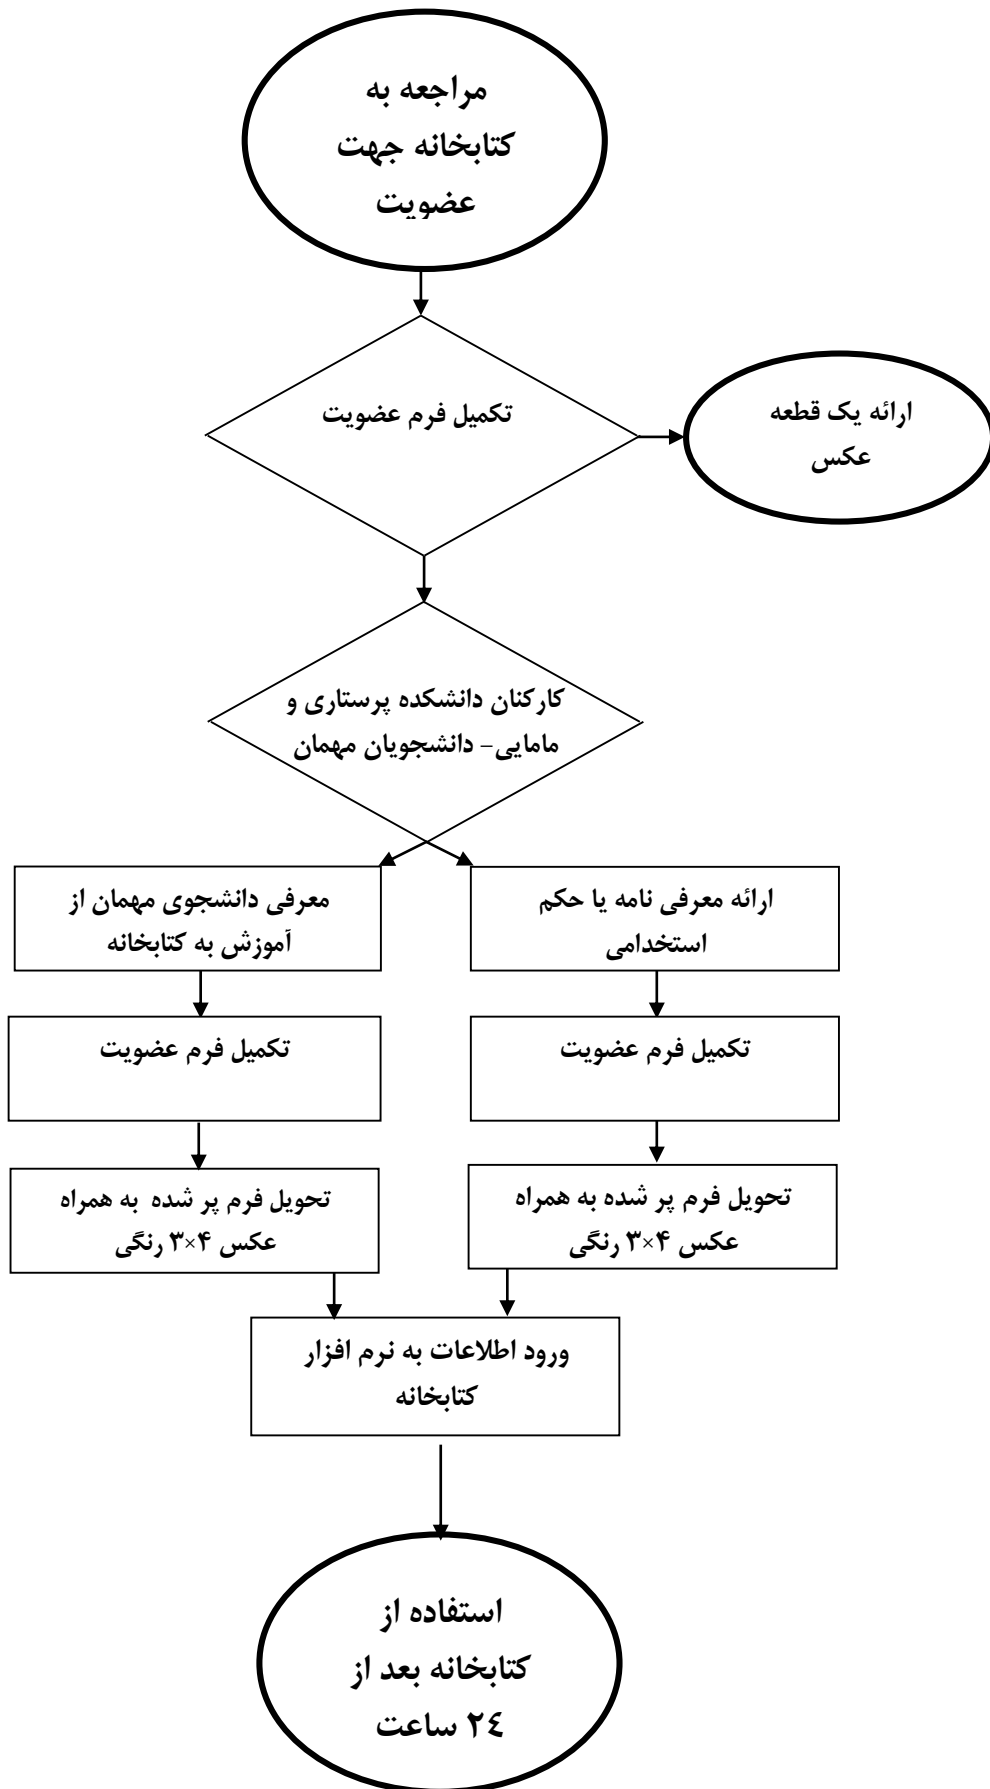 مراجعه به
کتابخانه جهت
عضویت
تکمیل فرم عضویت
ارائه یک قطعه
عکس
کارکنان دانشکده پرستاری و
مامایی- دانشجویان مهمان
ارائه معرفی نامه یا حکم
استخدامی
معرفی دانشجوی مهمان از
آموزش به کتابخانه
تکمیل فرم عضویت
تکمیل فرم عضویت
تحویل فرم پر شده به همراه
عکس ۴×۳ رنگی
تحویل فرم پر شده به همراه
عکس ۴×۳ رنگی
ورود اطلاعات به نرم افزار
کتابخانه
استفاده از
کتابخانه بعد از
٢٤ ساعت